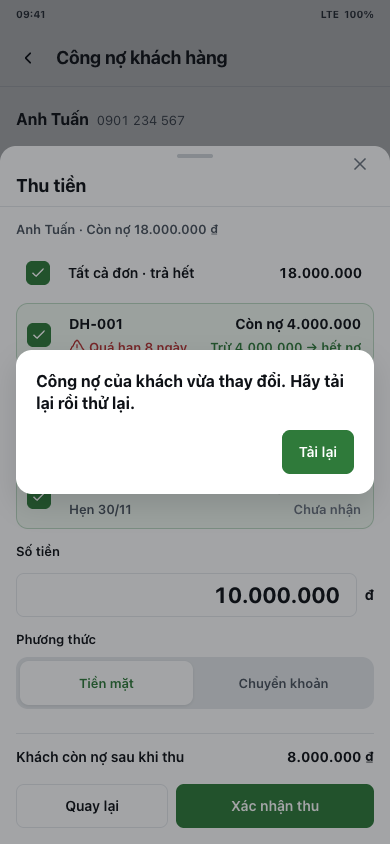 09:41
LTE 100%
Công nợ khách hàng
Anh Tuấn 0901 234 567
Thu tiền
Anh Tuấn · Còn nợ 18.000.000 ₫
Tất cả đơn · trả hết 18.000.000
DH-001 Còn nợ 4.000.000
Quá hạn 8 ngày Trừ 4.000.000 → hết nợ
Công nợ của khách vừa thay đổi. Hãy tải
lại rồi thử lại.
Tải lại
Hẹn 30/11 Chưa nhận
Số tiền
10.000.000 đ
Phương thức
Tiền mặt Chuyển khoản
Khách còn nợ sau khi thu 8.000.000 ₫
Quay lại Xác nhận thu